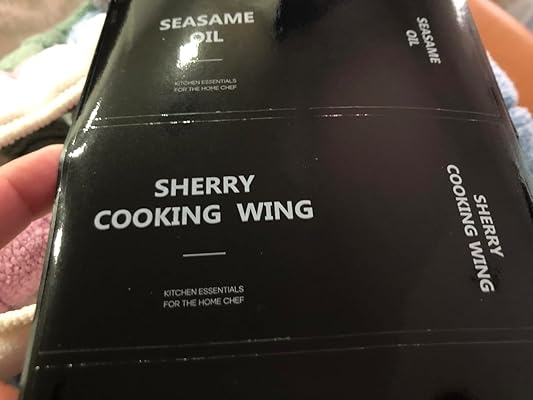 SEASAME
OIL
KITCHEN ESSENTIALS
FOR THE HOME CHEF
SEASAME
OIL
SHERRY
COOKING WING
KITCHEN ESSENTIALS
FOR THE HOME CHEF
SHERRY
COOKING WING